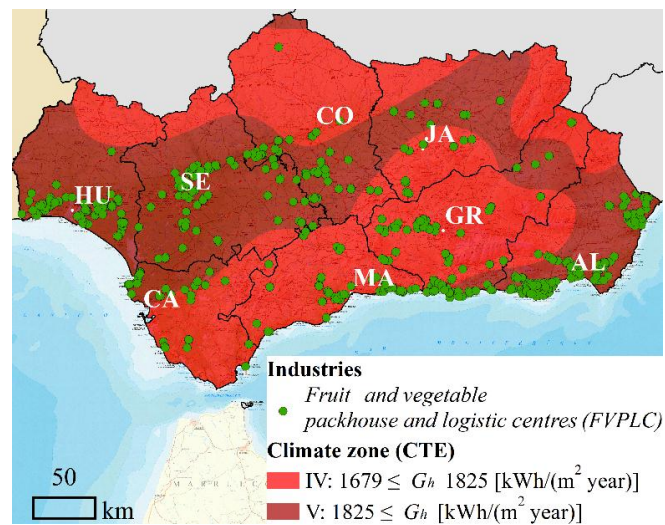 CO
JA
SE
HU
GR
MA
AL
CA
Industries
Fruit and vegetable
packhouse and logistic centres (FVPLC)
Climate zone (CTE)
50
IV: 1679 ≤ Gh 1825 [kWh/(m² year)]
km
V: 1825 ≤ Gh kWh/(m² year)]